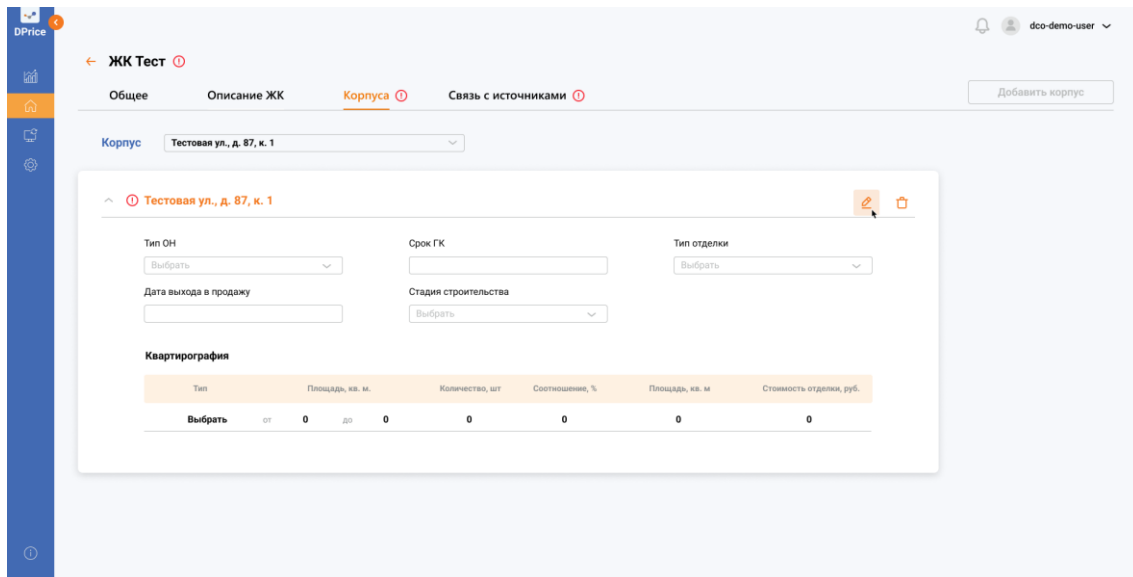 DPrice
dco-demo-user
ЖК Тест
Общее Описание ЖК Корпуса Связь с источниками
Добавить корпус
Корпус Тестовая ул., д. 87, к. 1
Тестовая ул., д. 87, к. 1
Тип ОН Срок ГК Тип отделки
Выбрать Выбрать
Дата выхода в продажу Стадия строительства
Выбрать
Квартирография
Тип Площадь, кв. м. Количество, шт Соотношение, % Площадь, кв. м Стоимость отделки, руб.
Выбрать от 0 до 0 0 0 0 0